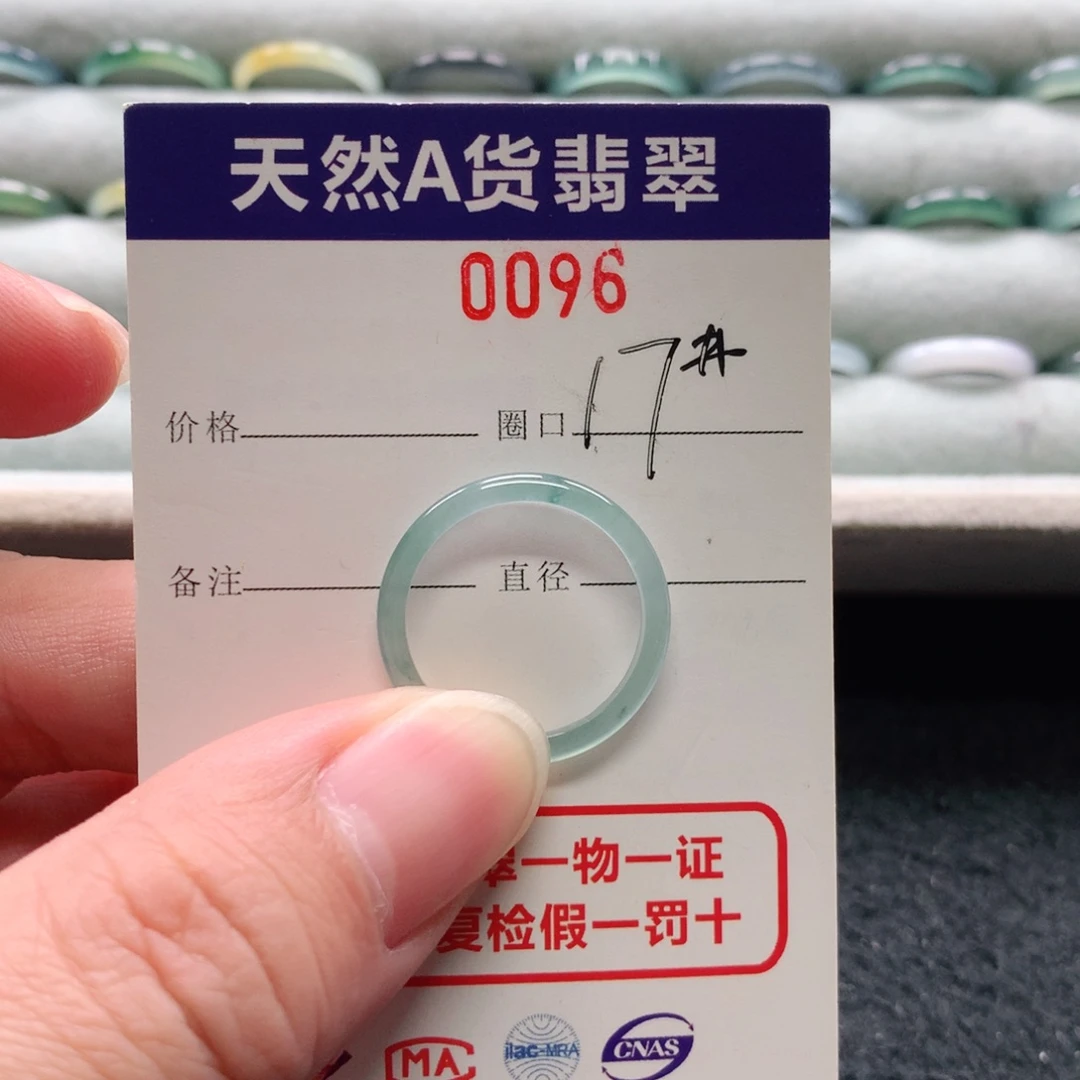 天然A货翡翠
0096
价格 圈口 17#
备注 直径
翠一物一证
复检假一罚十
MA ilac-MRA CNAS